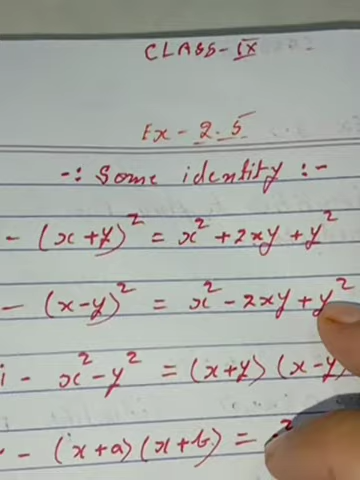 CLASS-IX
Ex - 2.5
-: Some identity :-
- (x+y)² = x² + 2xy + y²
- (x-y)² = x² - 2xy + y²
i - x² - y² = (x+y) (x-y)
- (x+a) (x+b) =